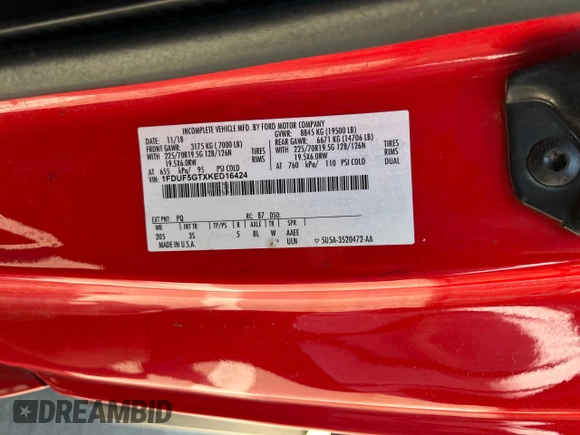 INCOMPLETE VEHICLE MFD. BY FORD MOTOR COMPANY
DATE: 11/18 GVWR: 8845 KG (19500 LB)
FRONT GAWR: 3175 KG ( 7000 LB) REAR GAWR: 6671 KG (14706 LB)
WITH WITH
225/70R19.5G 128/126N TIRES 225/70R19.5G 128/126N TIRES
19.5X6.0RW RIMS 19.5X6.0RW RIMS
AT 655 kPa/ 95 PSI COLD AT 760 kPa/ 110 PSI COLD
VIN: 1FDUF5GTXKED16424
EXT PNT: PQ RC: 87 DSO:
WB INT TR TP/PS R AXLE TR SPR
205 3S 5 8L W AAEE
MADE IN U.S.A. ULN ▽ 5U5A-3520472-AA
DREAMBID